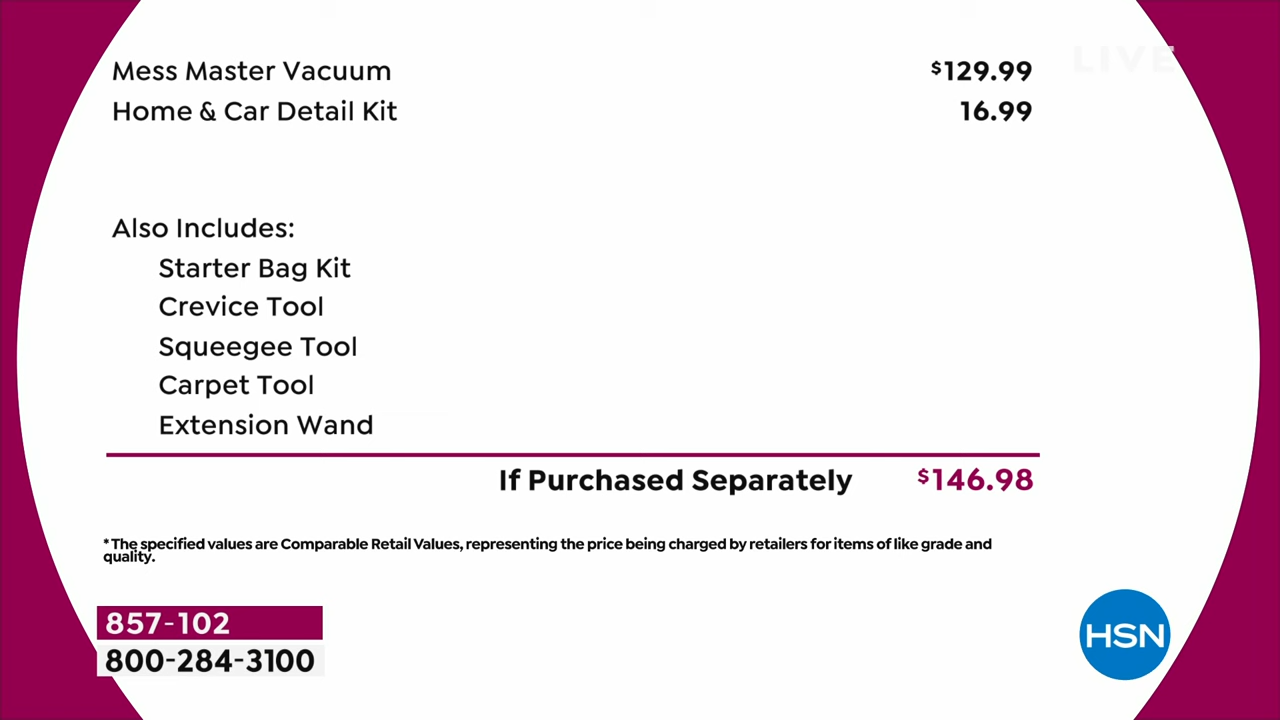 LIVE
Mess Master Vacuum $129.99
Home & Car Detail Kit 16.99
Also Includes:
Starter Bag Kit
Crevice Tool
Squeegee Tool
Carpet Tool
Extension Wand
If Purchased Separately $146.98
*The specified values are Comparable Retail Values, representing the price being charged by retailers for items of like grade and
quality.
857-102
800-284-3100
HSN